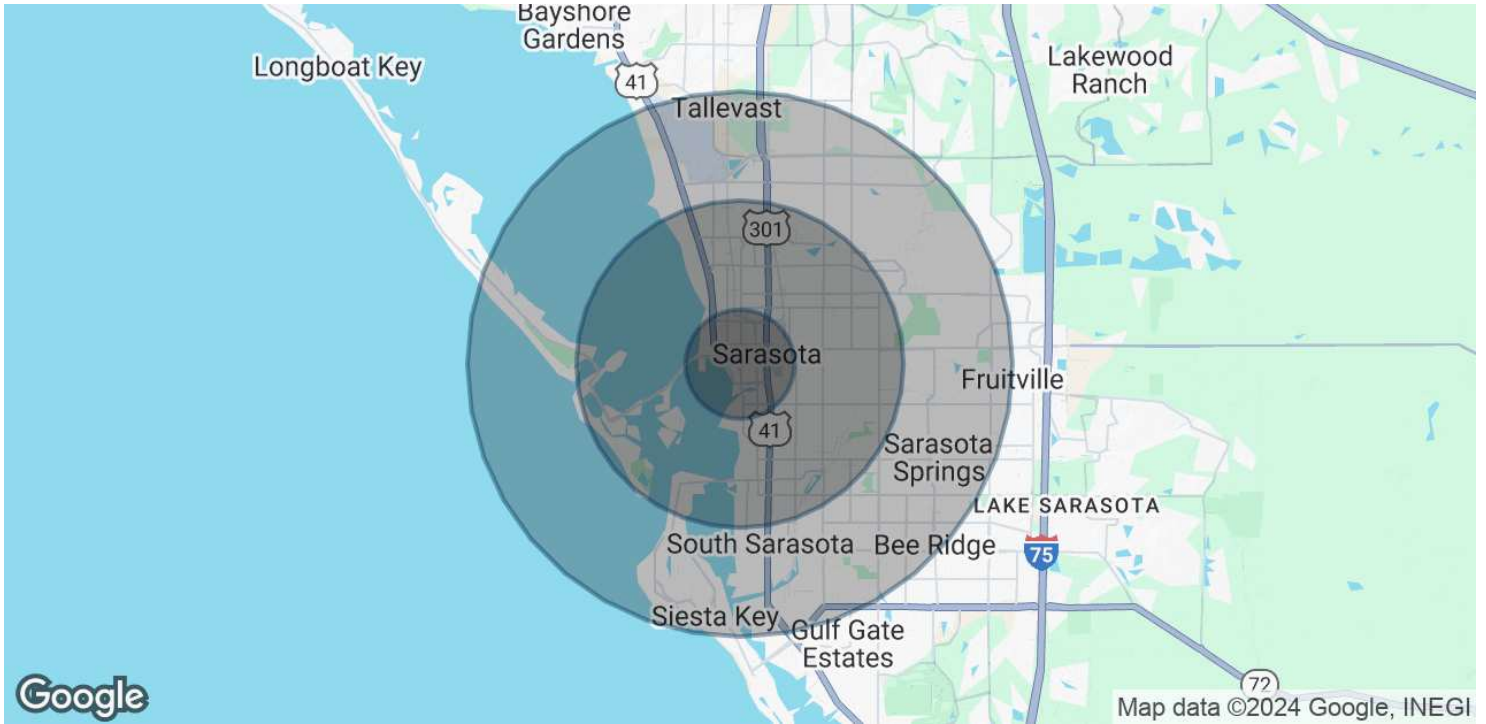 Bayshore
Gardens
Longboat Key
41
Lakewood
Ranch
Tallevast
301
Sarasota
Fruitville
41
Sarasota
Springs
LAKE SARASOTA
South Sarasota
Bee Ridge
75
Siesta Key
Gulf Gate
Estates
72
Google
Map data ©2024 Google, INEGI